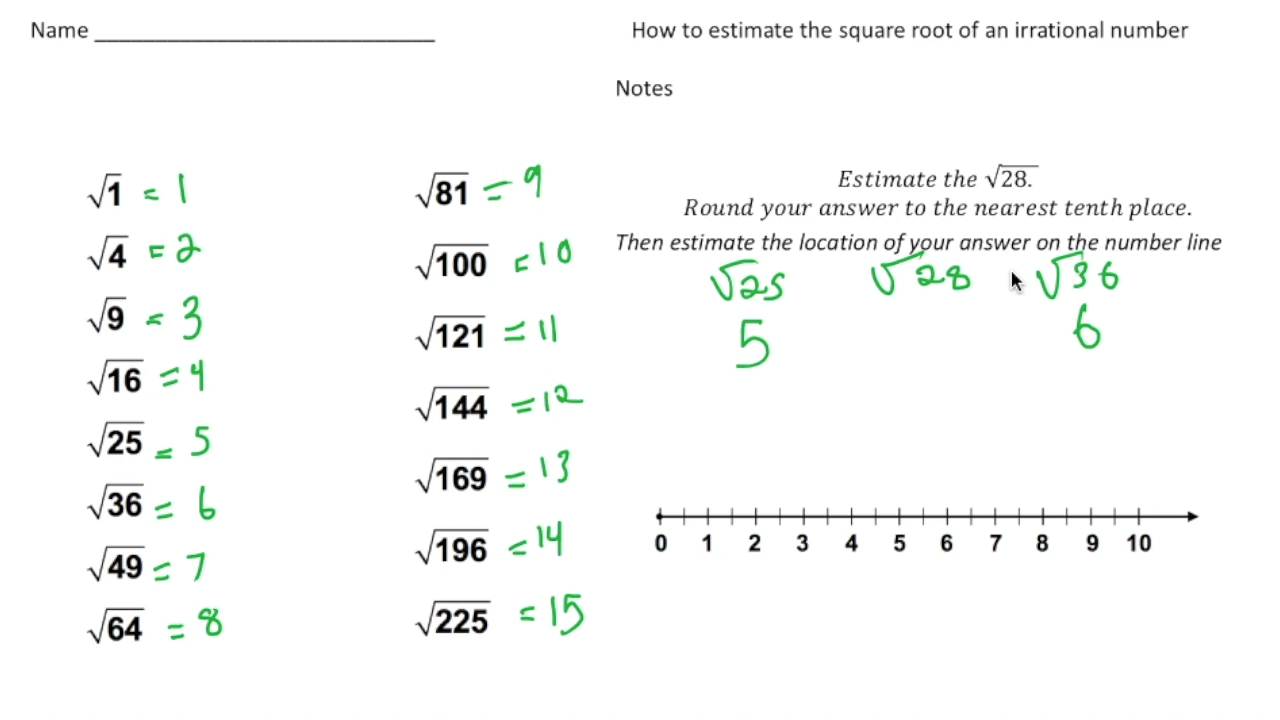 Name ____________________________
How to estimate the square root of an irrational number
Notes
√1 = 1
√4 = 2
√9 = 3
√16 = 4
√25 = 5
√36 = 6
√49 = 7
√64 = 8
√81 = 9
√100 = 10
√121 = 11
√144 = 12
√169 = 13
√196 = 14
√225 = 15
Estimate the √28.
Round your answer to the nearest tenth place.
Then estimate the location of your answer on the number line
√25 √28 √36
5 6
0 1 2 3 4 5 6 7 8 9 10